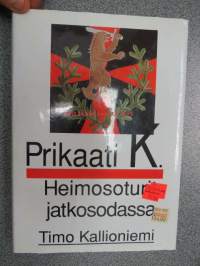 Prikaati K.
Heimosoturit
jatkosodassa
Timo Kallioniemi